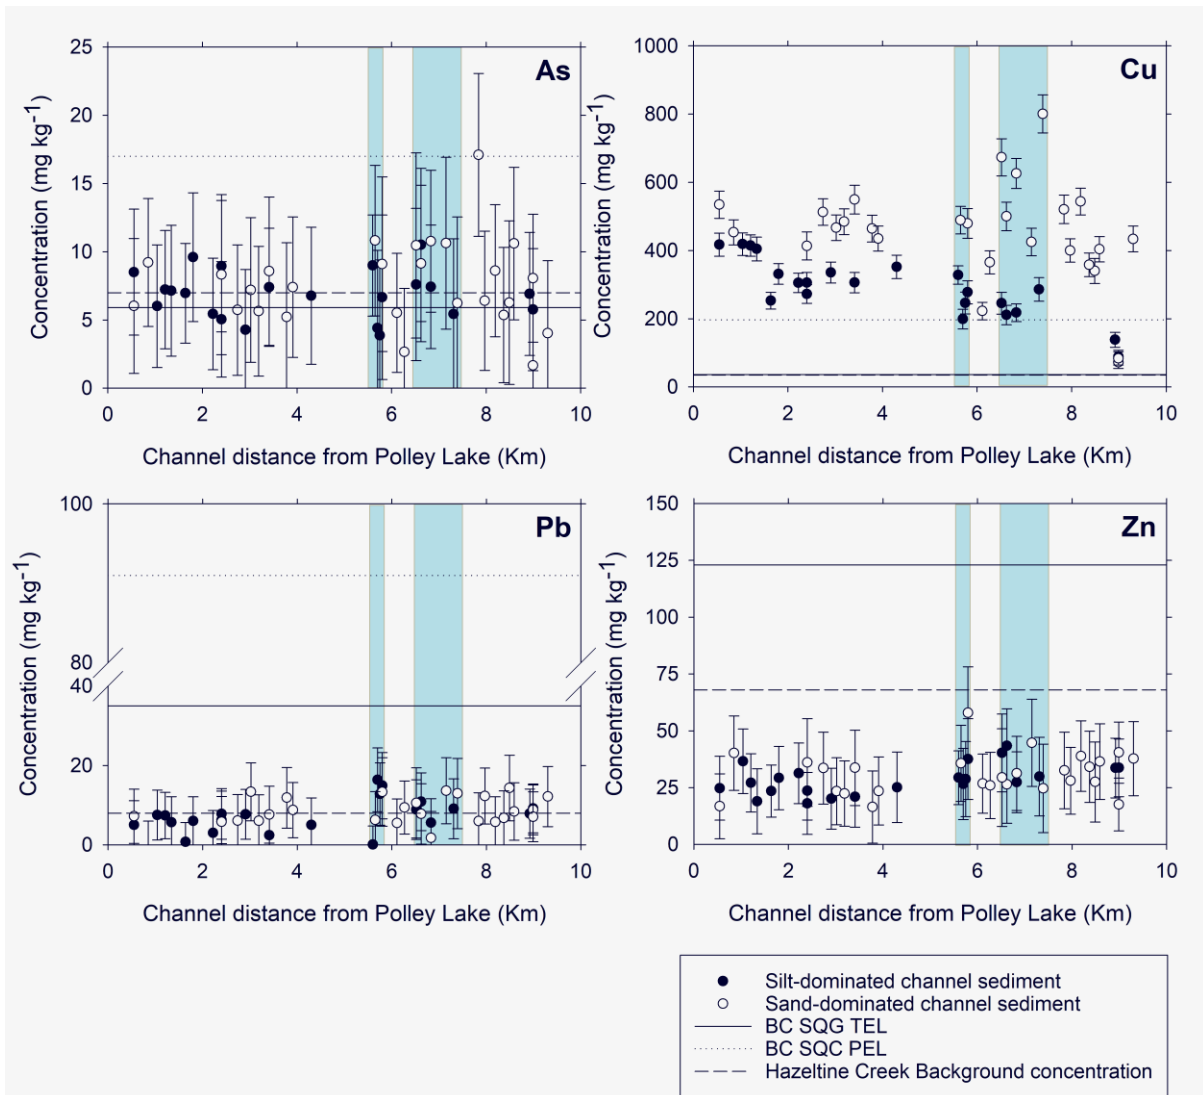 As
Concentration (mg kg⁻¹)
25
20
15
10
5
0
0 2 4 6 8 10
Channel distance from Polley Lake (Km)
Cu
Concentration (mg kg⁻¹)
1000
800
600
400
200
0
0 2 4 6 8 10
Channel distance from Polley Lake (Km)
Pb
Concentration (mg kg⁻¹)
100
80
40
20
0
0 2 4 6 8 10
Channel distance from Polley Lake (Km)
Zn
Concentration (mg kg⁻¹)
150
125
75
50
25
0
0 2 4 6 8 10
Channel distance from Polley Lake (Km)
Silt-dominated channel sediment
Sand-dominated channel sediment
BC SQG TEL
BC SQC PEL
Hazeltine Creek Background concentration